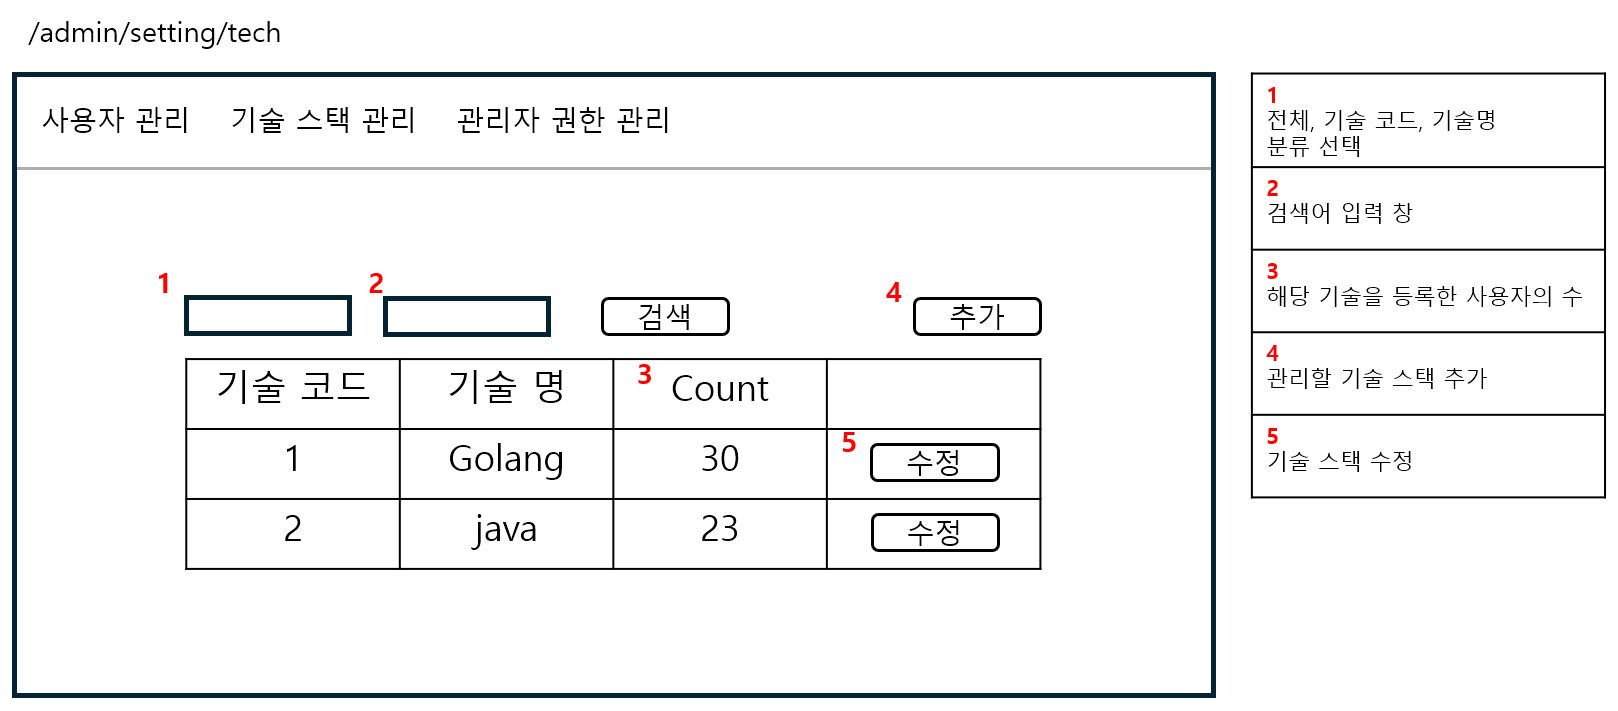 /admin/setting/tech
사용자 관리 기술 스택 관리 관리자 권한 관리
1
2
검색
4
추가
기술 코드 기술 명 3 Count
1 Golang 30 5 수정
2 java 23 수정
1
전체, 기술 코드, 기술명
분류 선택
2
검색어 입력 창
3
해당 기술을 등록한 사용자의 수
4
관리할 기술 스택 추가
5
기술 스택 수정